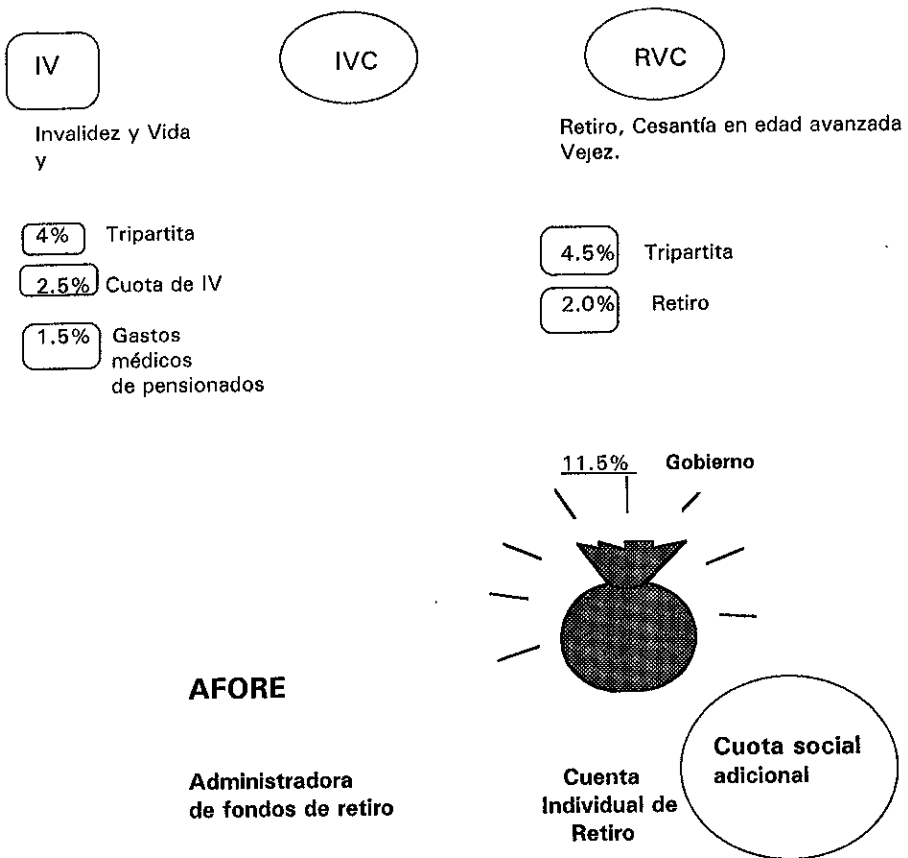 IV
IVC
RVC
Invalidez y Vida
y
Retiro, Cesantía en edad avanzada
Vejez.
4% Tripartita
2.5% Cuota de IV
1.5% Gastos
médicos
de pensionados
4.5% Tripartita
2.0% Retiro
11.5% Gobierno
AFORE
Administradora
de fondos de retiro
Cuenta
Individual de
Retiro
Cuota social
adicional